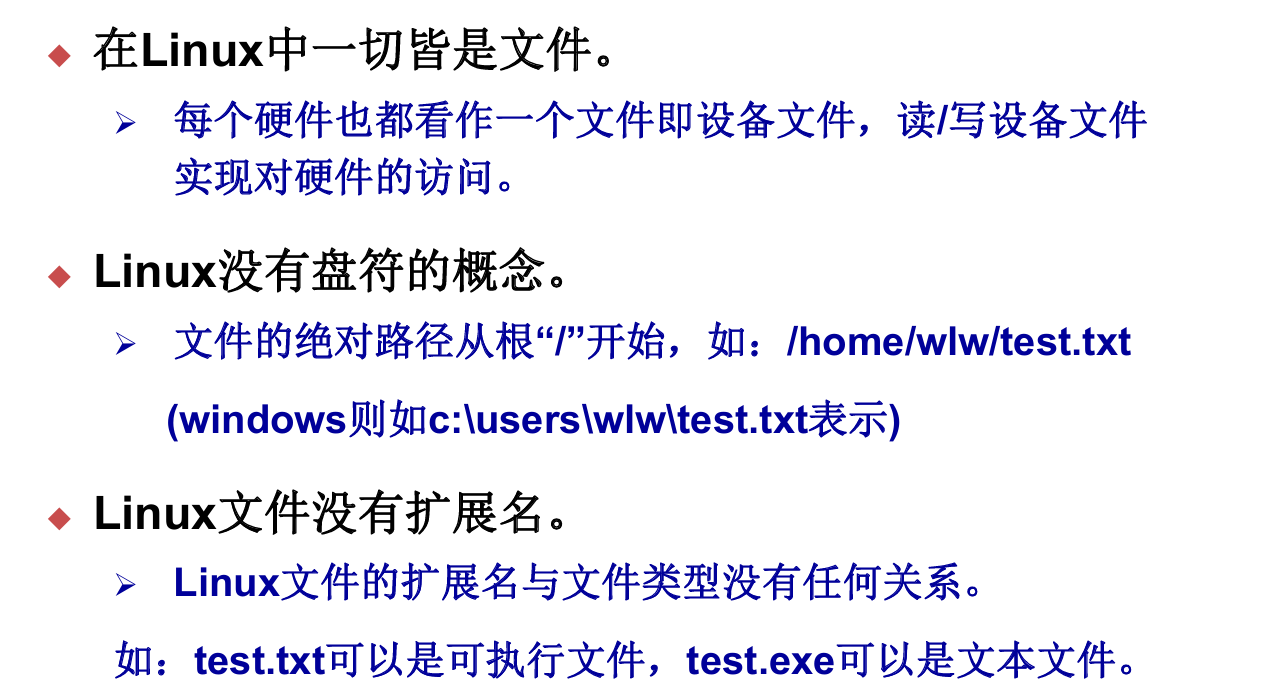 在Linux中一切皆是文件。
每个硬件也都看作一个文件即设备文件，读/写设备文件
实现对硬件的访问。
Linux没有盘符的概念。
文件的绝对路径从根“/”开始，如：/home/wlw/test.txt
(windows则如c:\users\wlw\test.txt表示)
Linux文件没有扩展名。
Linux文件的扩展名与文件类型没有任何关系。
如：test.txt可以是可执行文件，test.exe可以是文本文件。